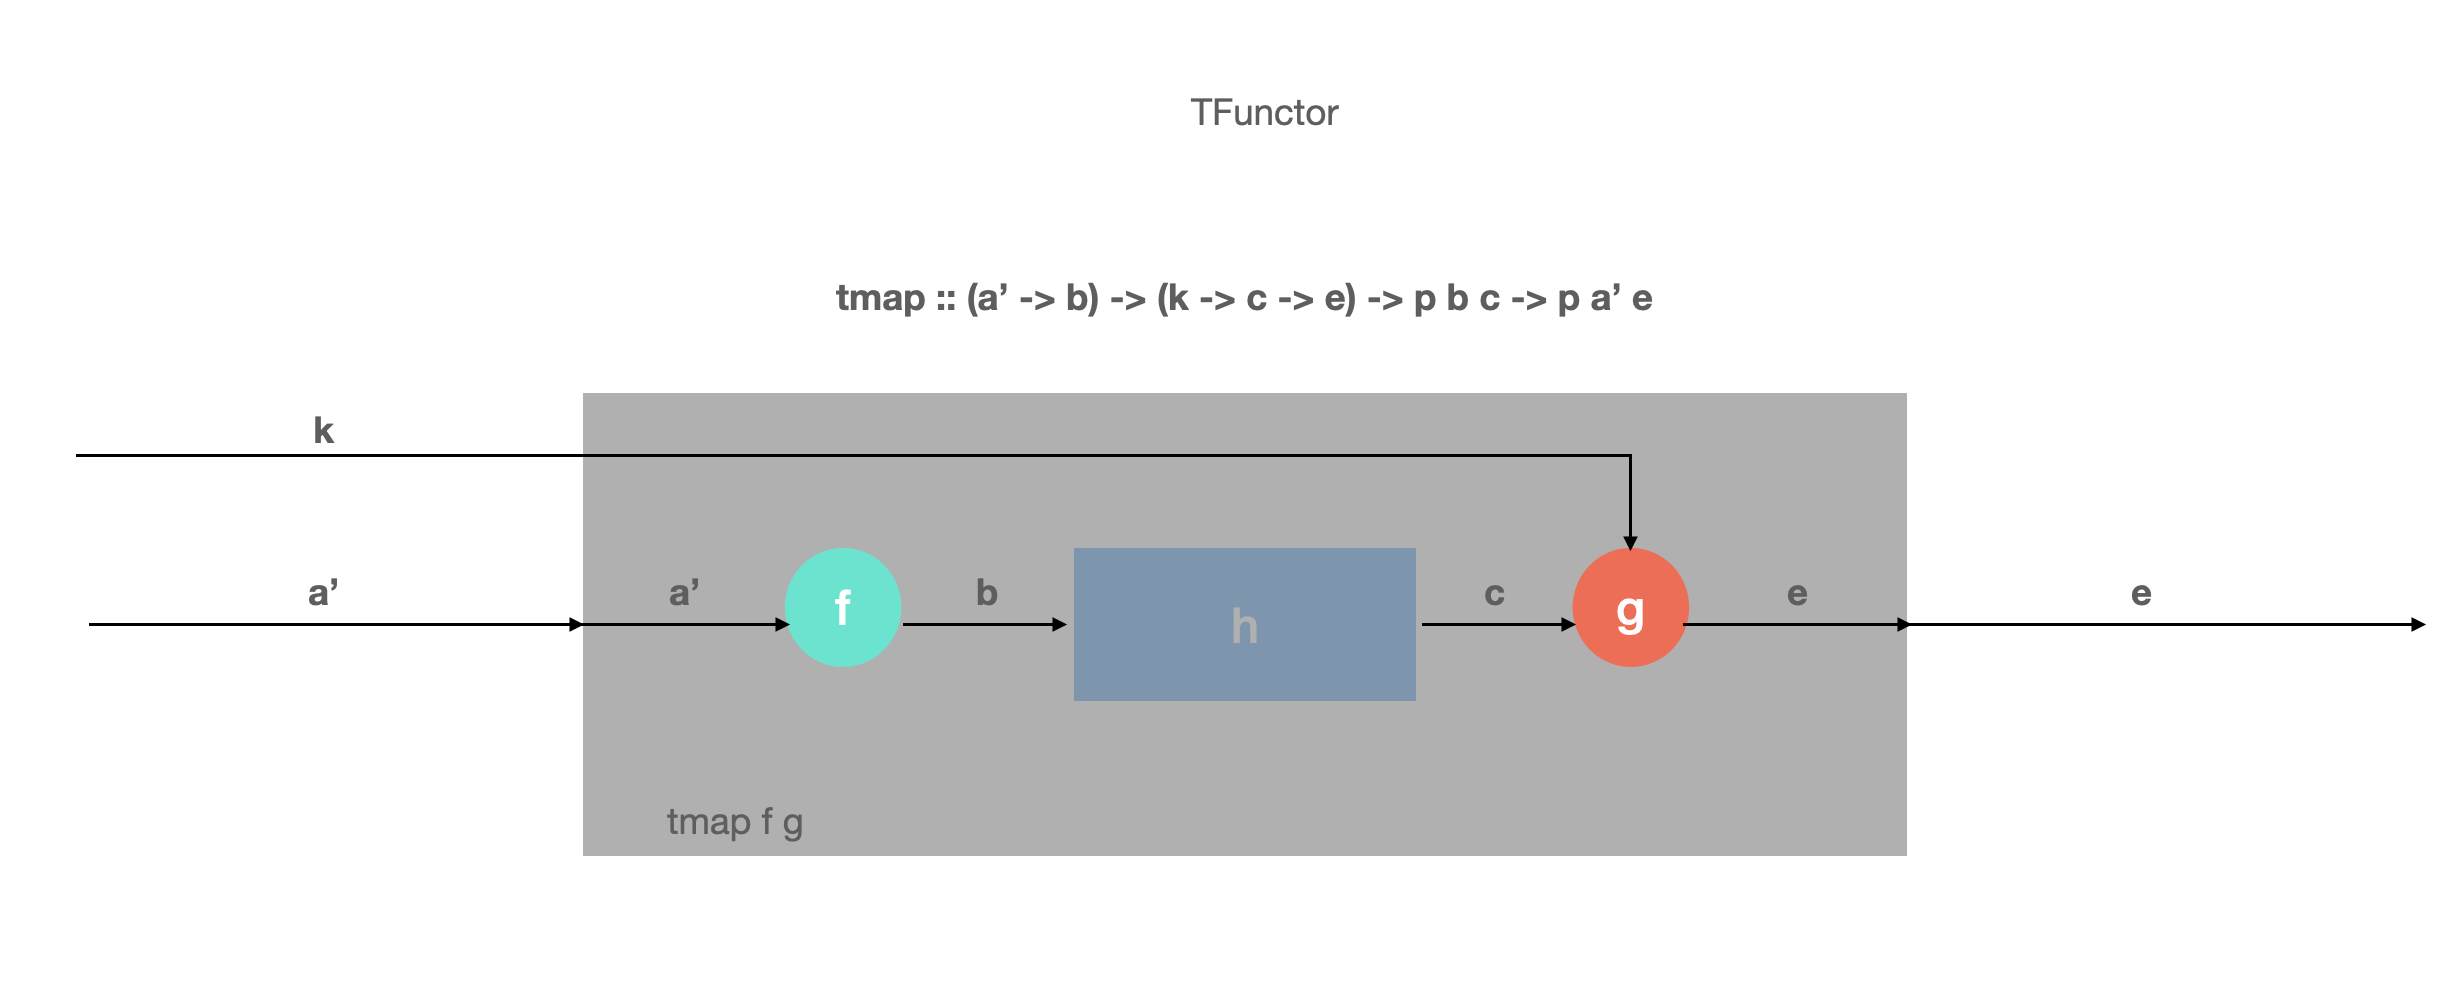 TFunctor
tmap :: (a’ -> b) -> (k -> c -> e) -> p b c -> p a’ e
k
a’
a’
f
b
h
c
g
e
e
tmap f g